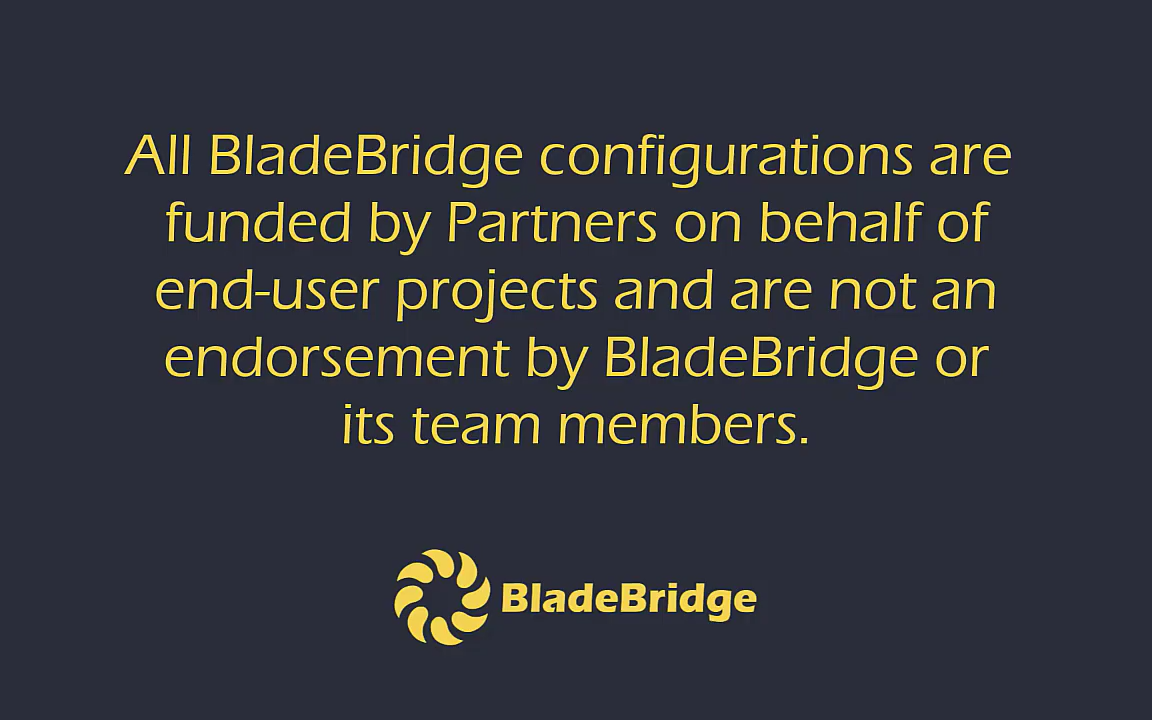 All BladeBridge configurations are
funded by Partners on behalf of
end-user projects and are not an
endorsement by BladeBridge or
its team members.
BladeBridge